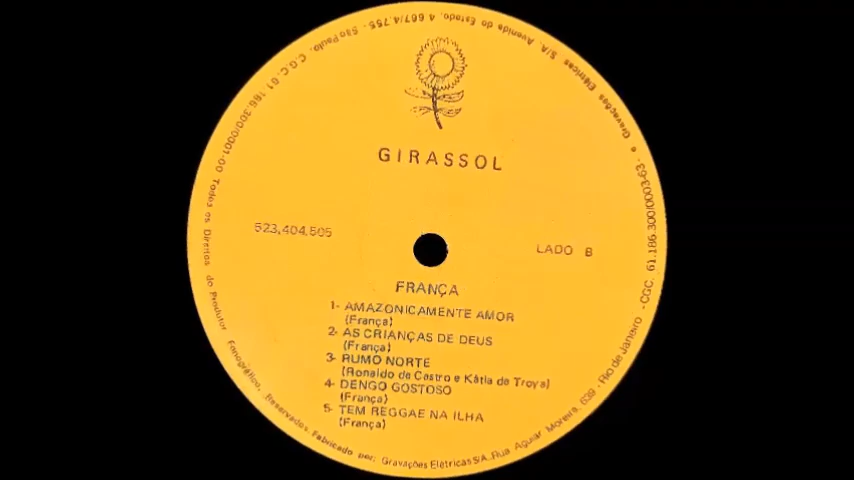 GIRASSOL
523.404.505
LADO B
FRANÇA
1- AMAZONICAMENTE AMOR
(França)
2- AS CRIANÇAS DE DEUS
(França)
3- RUMO NORTE
(Ronaldo de Castro e Kátia de Troya)
4- DENGO GOSTOSO
(França)
5- TEM REGGAE NA ILHA
(França)
e Gravações Elétricas S/A. Avenida do Estado, 4.667/4.755 - São Paulo, C.G.C. 61.186.300/0001-00 Todos os Direitos do Produtor Fonográfico, Reservados. Fabricado por: Gravações Elétricas S/A. Rua Aguiar Moreira, 639 - Rio de Janeiro - CGC. 61.186.300/0003-63 -